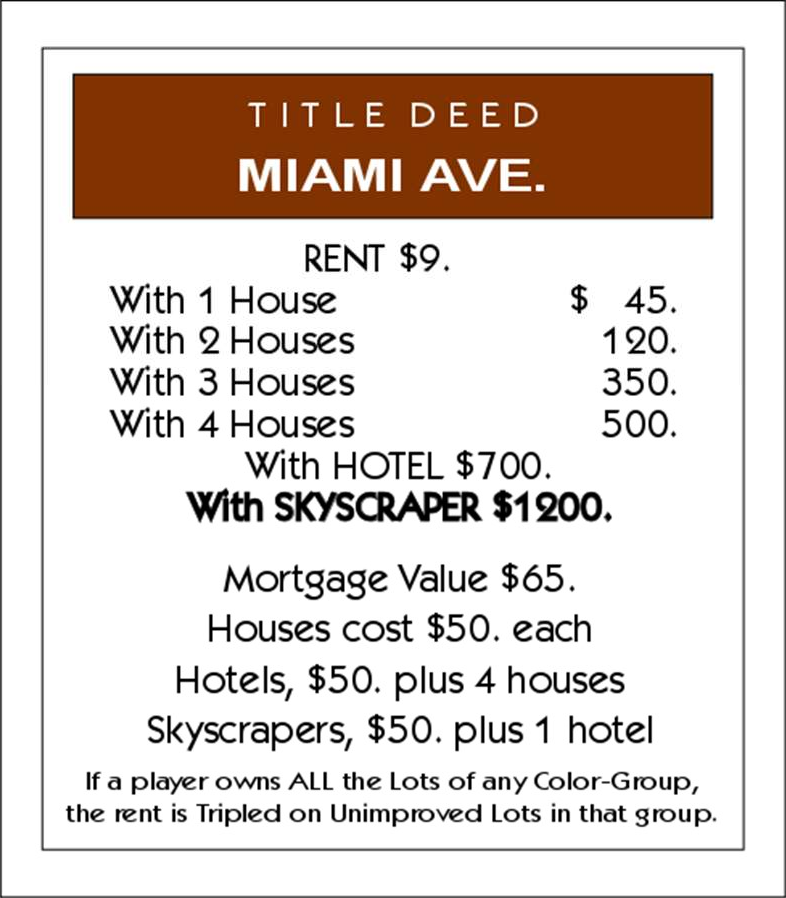 TITLE DEED
MIAMI AVE.
RENT $9.
With 1 House $ 45.
With 2 Houses 120.
With 3 Houses 350.
With 4 Houses 500.
With HOTEL $700.
With SKYSCRAPER $1200.
Mortgage Value $65.
Houses cost $50. each
Hotels, $50. plus 4 houses
Skyscrapers, $50. plus 1 hotel
If a player owns ALL the Lots of any Color-Group,
the rent is Tripled on Unimproved Lots in that group.